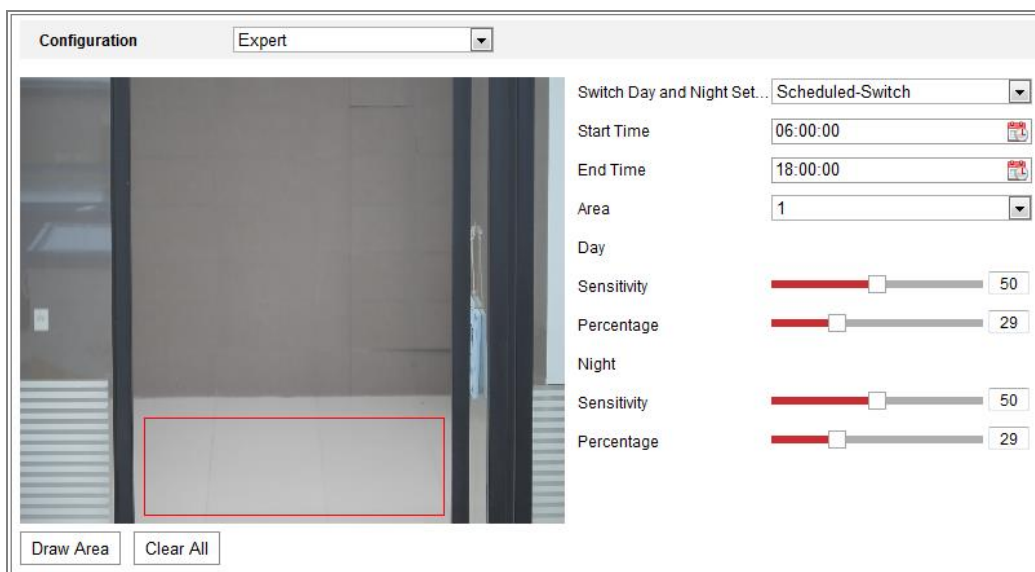 Configuration Expert
Switch Day and Night Set... Scheduled-Switch
Start Time 06:00:00
End Time 18:00:00
Area 1
Day
Sensitivity 50
Percentage 29
Night
Sensitivity 50
Percentage 29
Draw Area Clear All